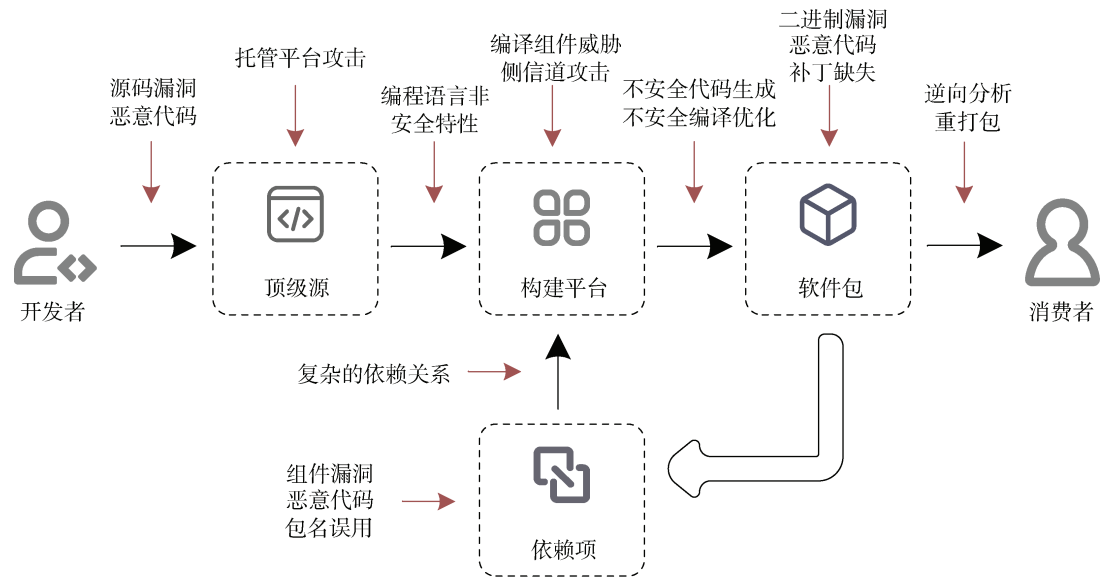 源码漏洞
恶意代码
托管平台攻击
编程语言非
安全特性
编译组件威胁
侧信道攻击
不安全代码生成
不安全编译优化
二进制漏洞
恶意代码
补丁缺失
逆向分析
重打包
开发者
顶级源
构建平台
软件包
消费者
复杂的依赖关系
组件漏洞
恶意代码
包名误用
依赖项